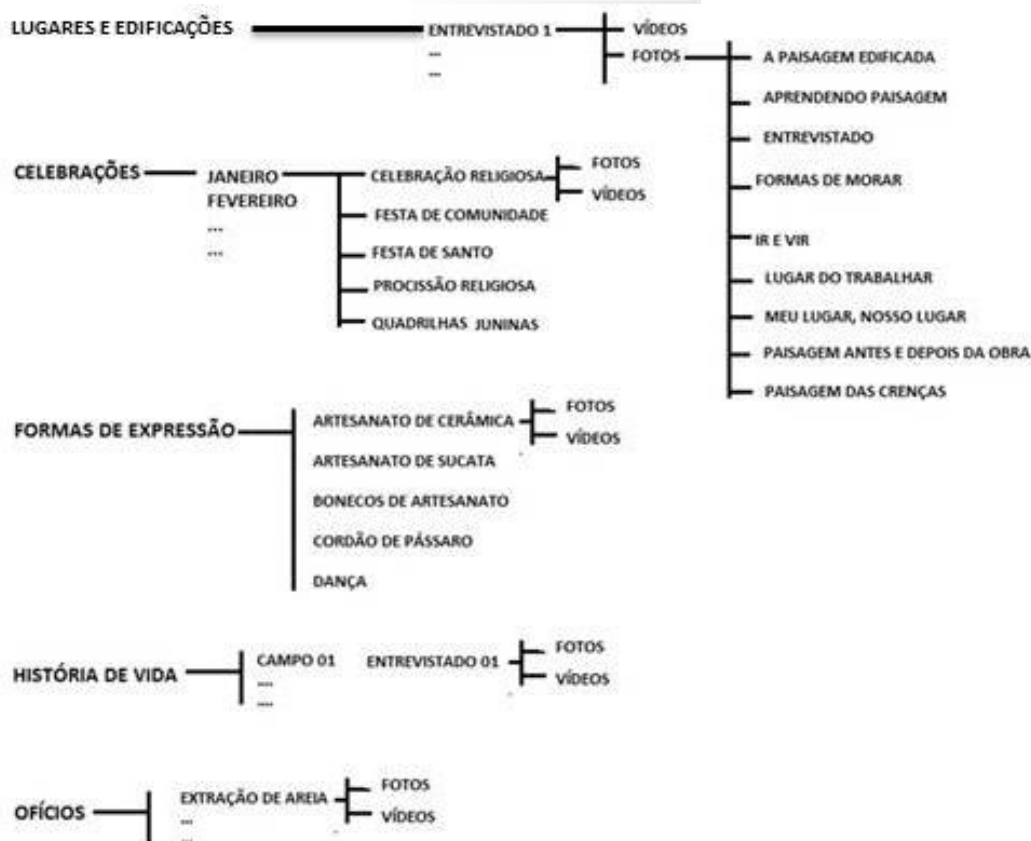 LUGARES E EDIFICAÇÕES
ENTREVISTADO 1
...
...
VÍDEOS
FOTOS
A PAISAGEM EDIFICADA
APRENDENDO PAISAGEM
ENTREVISTADO
FORMAS DE MORAR
IR E VIR
LUGAR DO TRABALHAR
MEU LUGAR, NOSSO LUGAR
PAISAGEM ANTES E DEPOIS DA OBRA
PAISAGEM DAS CRENÇAS
CELEBRAÇÕES
JANEIRO
FEVEREIRO
...
...
CELEBRAÇÃO RELIGIOSA
FOTOS
VÍDEOS
FESTA DE COMUNIDADE
FESTA DE SANTO
PROCISSÃO RELIGIOSA
QUADRILHAS JUNINAS
FORMAS DE EXPRESSÃO
ARTESANATO DE CERÂMICA
FOTOS
VÍDEOS
ARTESANATO DE SUCATA
BONECOS DE ARTESANATO
CORDÃO DE PÁSSARO
DANÇA
HISTÓRIA DE VIDA
CAMPO 01
....
....
ENTREVISTADO 01
FOTOS
VÍDEOS
OFÍCIOS
EXTRAÇÃO DE AREIA
...
...
FOTOS
VÍDEOS